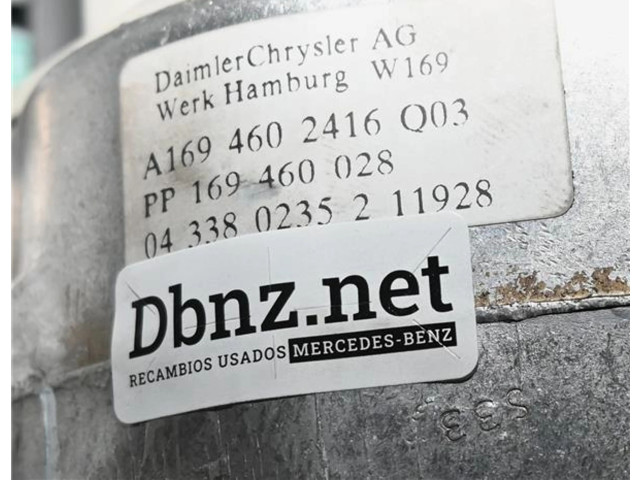 DaimlerChrysler AG
Werk Hamburg W169
A169 460 2416 Q03
PP 169 460 028
04 338 0235 2 11928
Dbnz.net
RECAMBIOS USADOS MERCEDES-BENZ